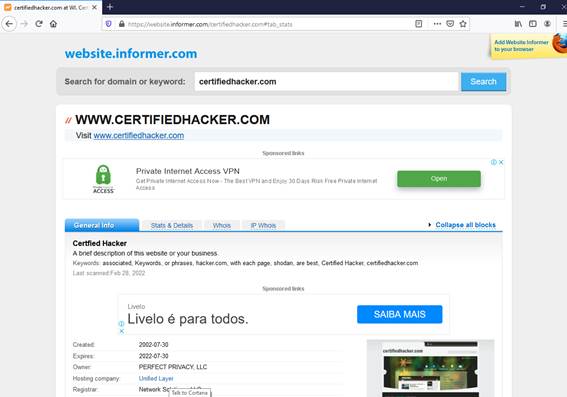 certifiedhacker.com at WI. Cert
https://website.informer.com/certifiedhacker.com#tab_stats
website.informer.com
Add Website Informer
to your browser
Search for domain or keyword:
certifiedhacker.com
Search
// WWW.CERTIFIEDHACKER.COM
Visit www.certifiedhacker.com
Sponsored links
Private Internet Access VPN
Get Private Internet Access Now - The Best VPN and Enjoy 30 Days Risk Free Private Internet
Access
Open
General Info
Stats & Details
Whois
IP Whois
Collapse all blocks
Certfied Hacker
A brief description of this website or your business.
Keywords: associated, Keywords, or phrases, hacker.com, with each page, shodan, are best, Certified Hacker, certifiedhacker.com
Last scanned:Feb 28, 2022
Sponsored links
Livelo
Livelo é para todos.
SAIBA MAIS
Created: 2002-07-30
Expires: 2022-07-30
Owner: PERFECT PRIVACY, LLC
Hosting company: Unified Layer
Registrar: Network
Talk to Cortana
certifiedhacker.com